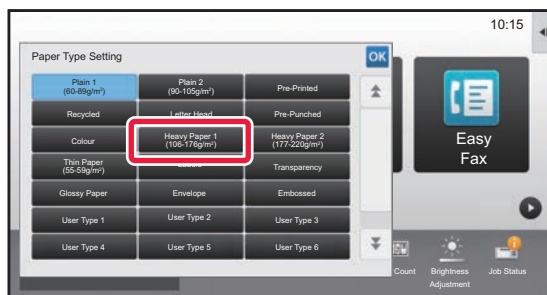 10:15
Paper Type Setting
OK
Plain 1
(60-89g/m²)
Plain 2
(90-105g/m²)
Pre-Printed
Recycled
Letter Head
Pre-Punched
Colour
Heavy Paper 1
(106-176g/m²)
Heavy Paper 2
(177-220g/m²)
Thin Paper
(55-59g/m²)
Transparency
Glossy Paper
Envelope
Embossed
User Type 1
User Type 2
User Type 3
User Type 4
User Type 5
User Type 6
Easy
Fax
Count
Brightness
Adjustment
Job Status